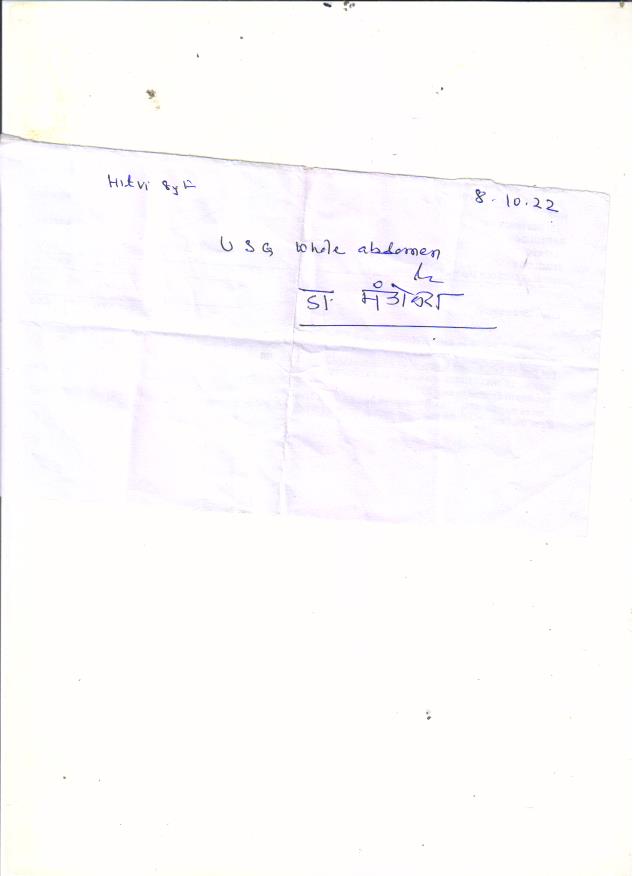 Hitvi 8y F
8.10.22
USG whole abdomen
डा.